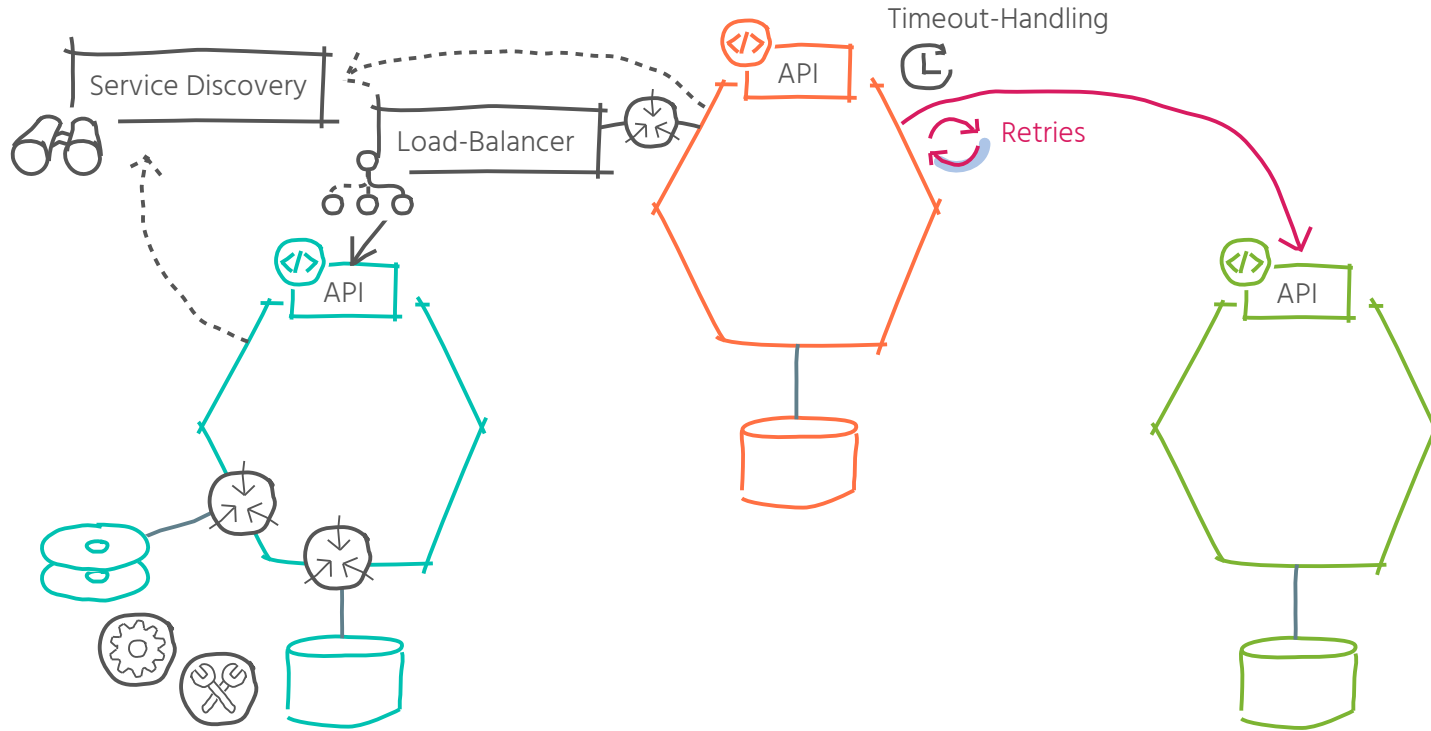 Timeout-Handling
</> API
Service Discovery
Load-Balancer
Retries
</> API
</> API